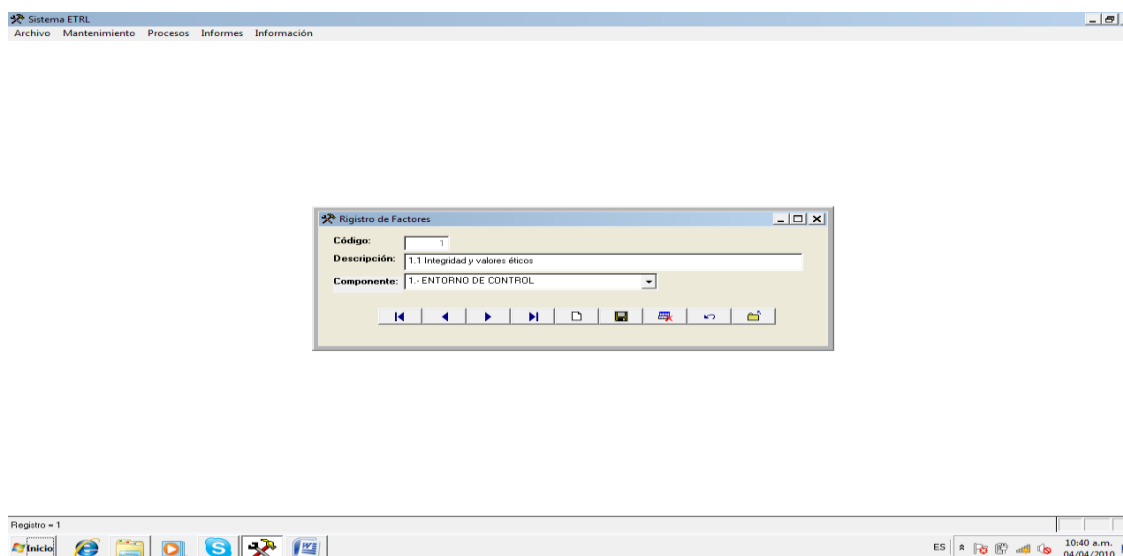 Sistema ETRL
Archivo Mantenimiento Procesos Informes Información
Rigistro de Factores
Código: 1
Descripción: 1.1 Integridad y valores éticos
Componente: 1.- ENTORNO DE CONTROL
Registro = 1
Inicio
ES
10:40 a.m.
04/04/2010